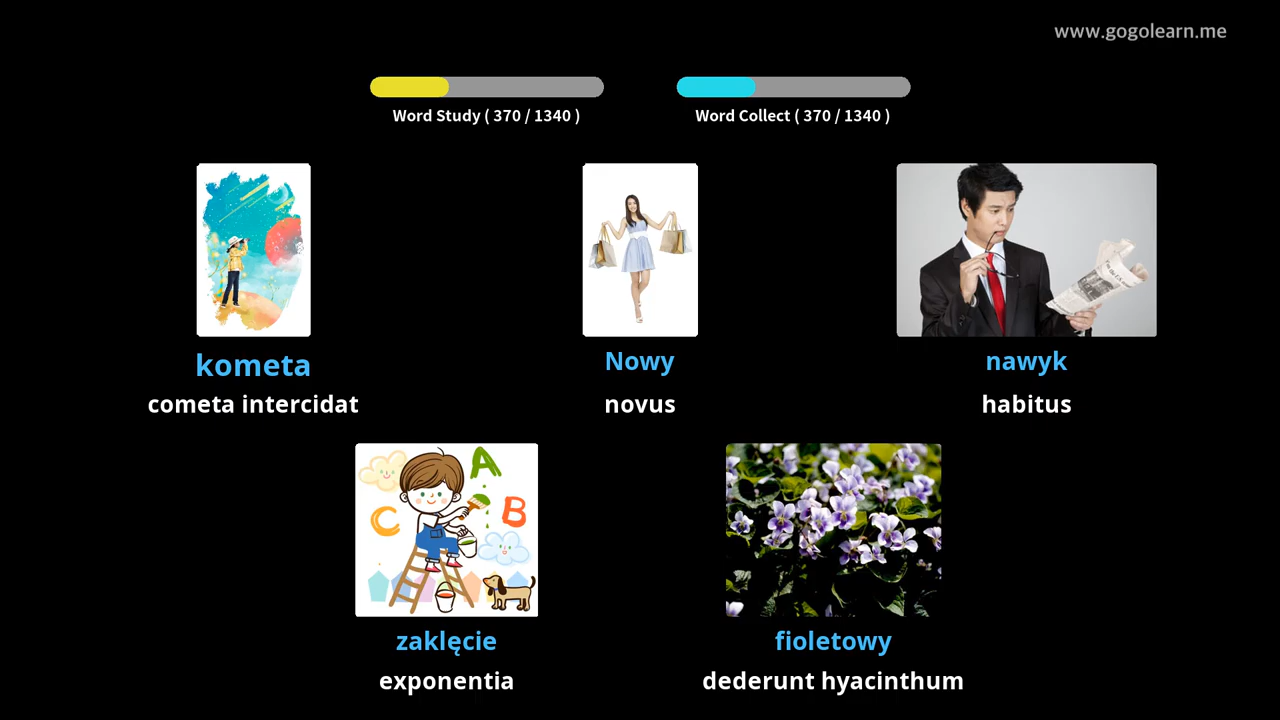 www.gogolearn.me
Word Study ( 370 / 1340 )
Word Collect ( 370 / 1340 )
kometa
cometa intercidat
Nowy
novus
nawyk
habitus
A
B
C
zaklęcie
exponentia
fioletowy
dederunt hyacinthum